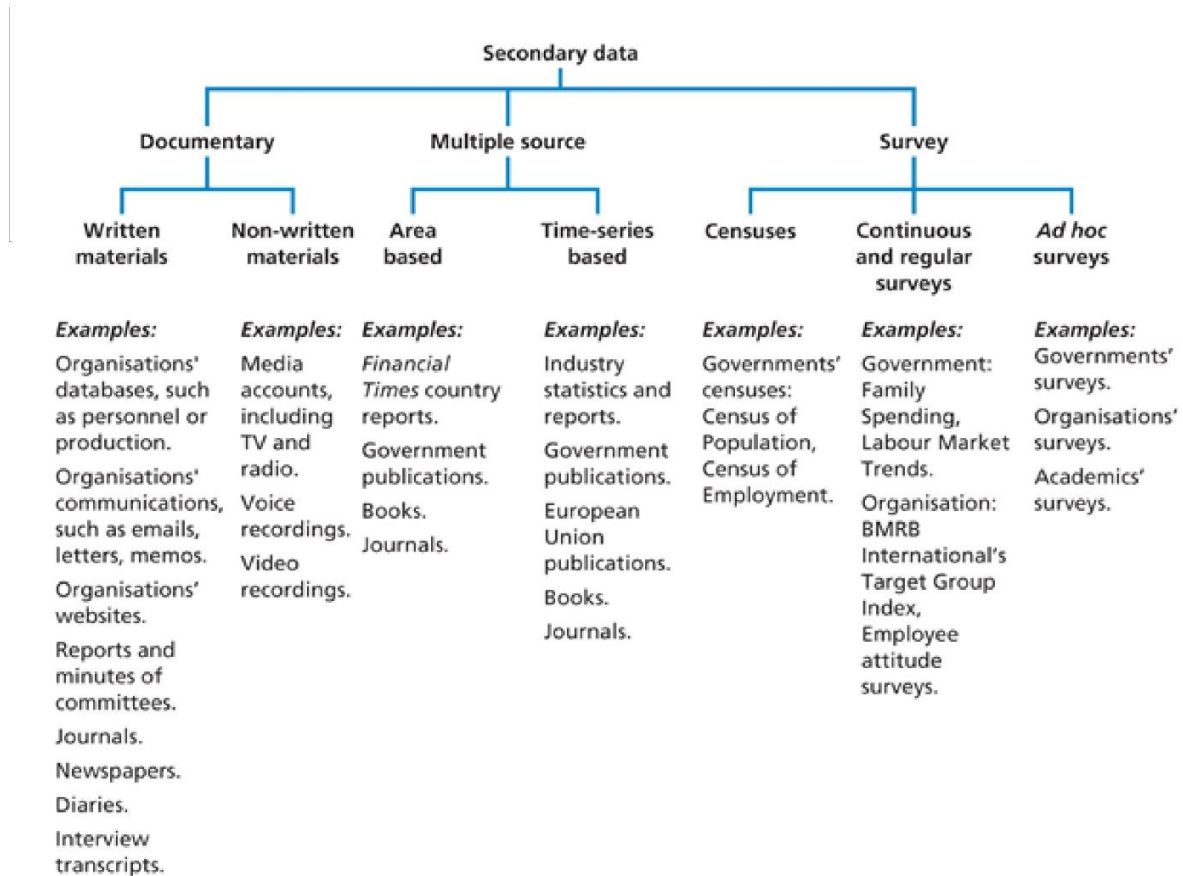 Secondary data
Documentary
Multiple source
Survey
Written
materials
Non-written
materials
Area
based
Time-series
based
Censuses
Continuous
and regular
surveys
Ad hoc
surveys
Examples:
Organisations'
databases, such
as personnel or
production.
Organisations'
communications,
such as emails,
letters, memos.
Organisations’
websites.
Reports and
minutes of
committees.
Journals.
Newspapers.
Diaries.
Interview
transcripts.
Examples:
Media
accounts,
including
TV and
radio.
Voice
recordings.
Video
recordings.
Examples:
Financial
Times country
reports.
Government
publications.
Books.
Journals.
Examples:
Industry
statistics and
reports.
Government
publications.
European
Union
publications.
Books.
Journals.
Examples:
Governments’
censuses:
Census of
Population,
Census of
Employment.
Examples:
Government:
Family
Spending,
Labour Market
Trends.
Organisation:
BMRB
International’s
Target Group
Index,
Employee
attitude
surveys.
Examples:
Governments’
surveys.
Organisations’
surveys.
Academics’
surveys.